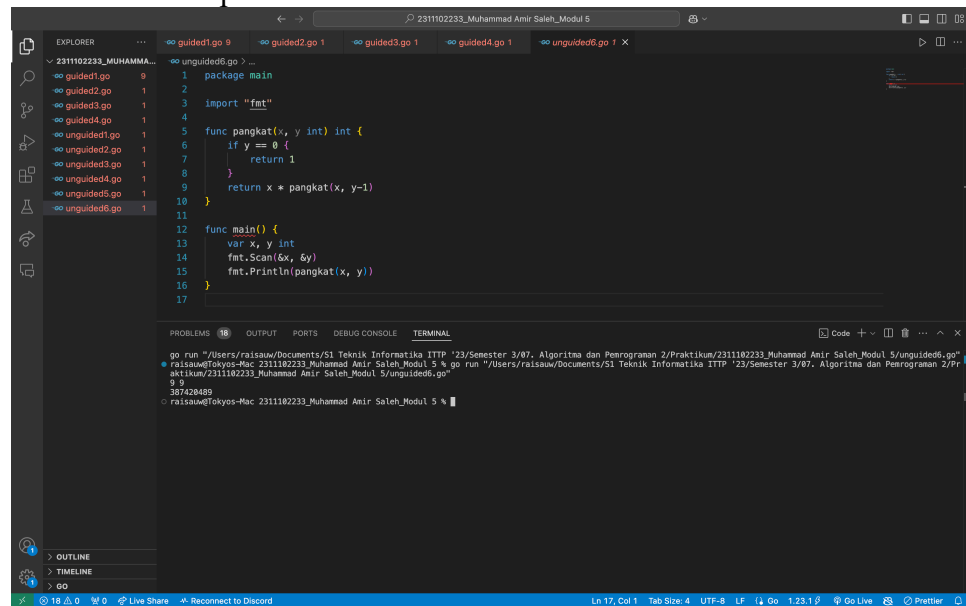 2311102233_Muhammad Amir Saleh_Modul 5
EXPLORER
guided1.go 9
guided2.go 1
guided3.go 1
guided4.go 1
unguided6.go 1
2311102233_MUHAMMA...
guided1.go 9
guided2.go 1
guided3.go 1
guided4.go 1
unguided1.go 1
unguided2.go 1
unguided3.go 1
unguided4.go 1
unguided5.go 1
unguided6.go 1
OUTLINE
TIMELINE
GO
unguided6.go > ...
1 package main
2
3 import "fmt"
4
5 func pangkat(x, y int) int {
6 if y == 0 {
7 return 1
8 }
9 return x * pangkat(x, y-1)
10 }
11
12 func main() {
13 var x, y int
14 fmt.Scan(&x, &y)
15 fmt.Println(pangkat(x, y))
16 }
17
PROBLEMS 18 OUTPUT PORTS DEBUG CONSOLE TERMINAL
Code
go run "/Users/raisauw/Documents/S1 Teknik Informatika ITTP '23/Semester 3/07. Algoritma dan Pemrograman 2/Praktikum/2311102233_Muhammad Amir Saleh_Modul 5/unguided6.go"
raisauw@Tokyos-Mac 2311102233_Muhammad Amir Saleh_Modul 5 % go run "/Users/raisauw/Documents/S1 Teknik Informatika ITTP '23/Semester 3/07. Algoritma dan Pemrograman 2/Pr
aktikum/2311102233_Muhammad Amir Saleh_Modul 5/unguided6.go"
9 9
387420489
raisauw@Tokyos-Mac 2311102233_Muhammad Amir Saleh_Modul 5 %
1
1
18 0 0 Live Share Reconnect to Discord Ln 17, Col 1 Tab Size: 4 UTF-8 LF Go 1.23.1 Go Live Prettier